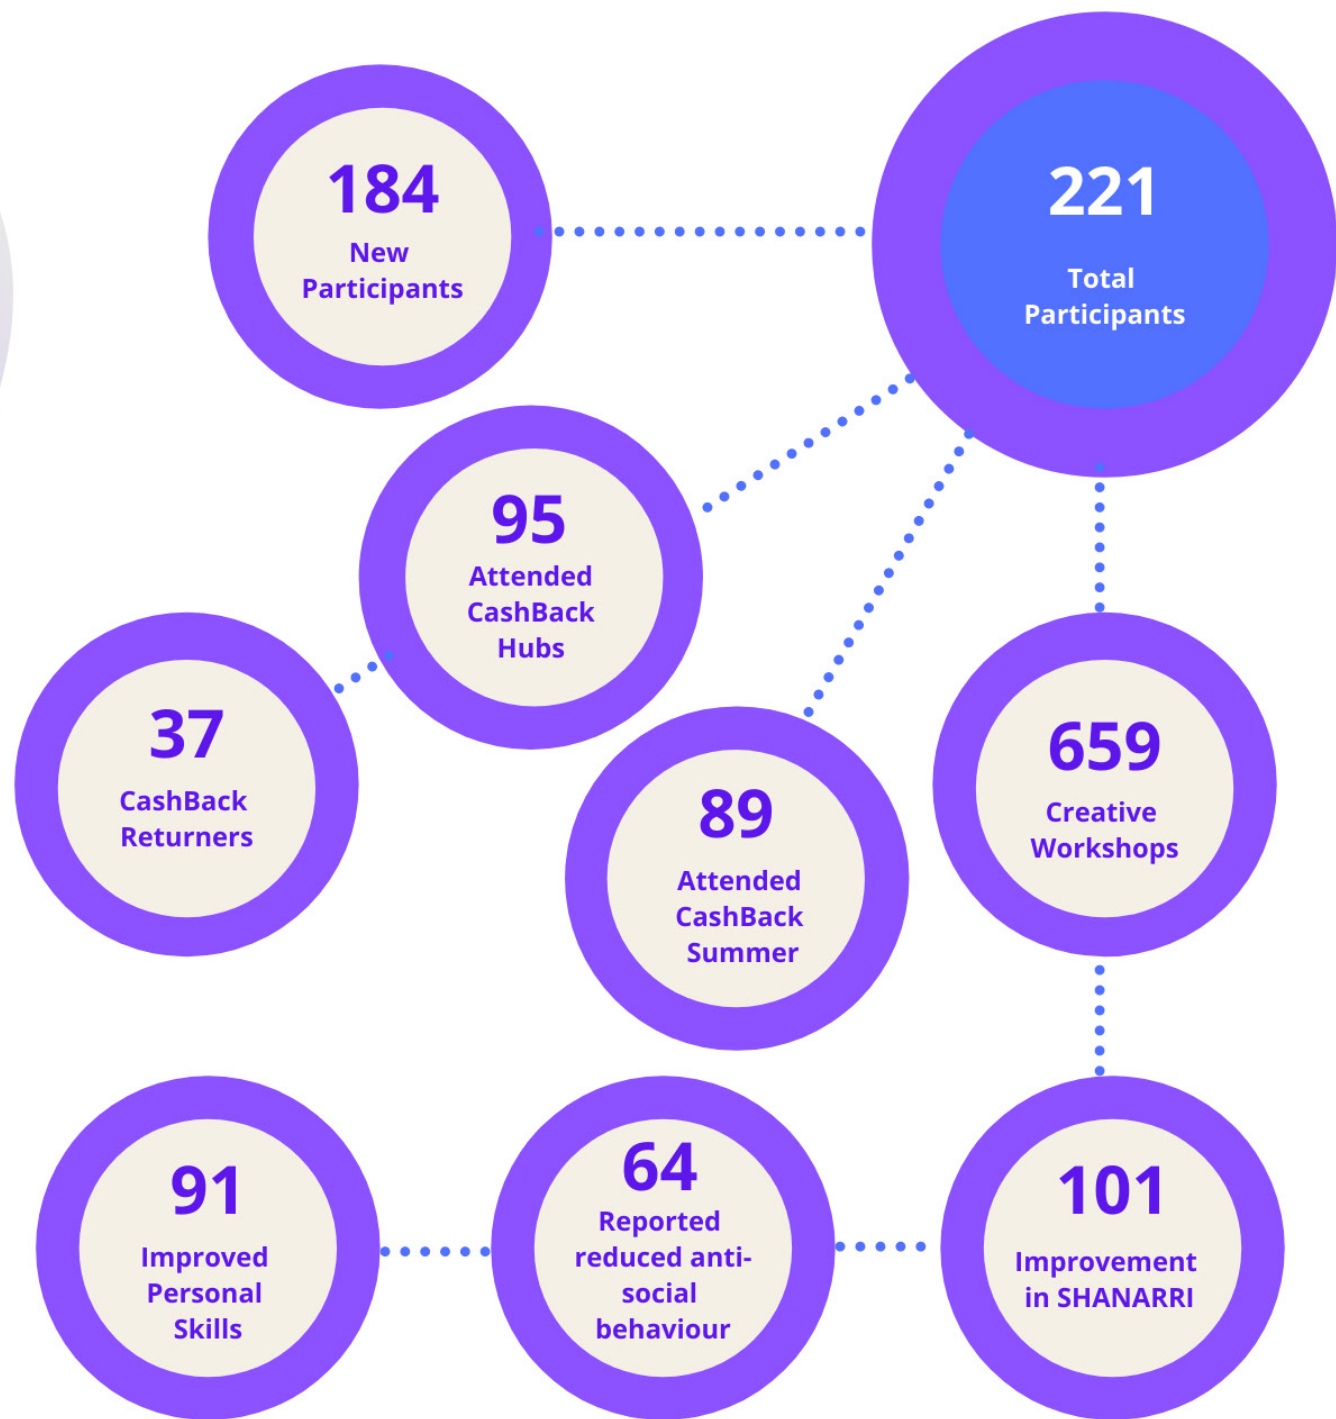 184
New
Participants
221
Total
Participants
95
Attended
CashBack
Hubs
37
CashBack
Returners
89
Attended
CashBack
Summer
659
Creative
Workshops
91
Improved
Personal
Skills
64
Reported
reduced anti-
social
behaviour
101
Improvement
in SHANARRI